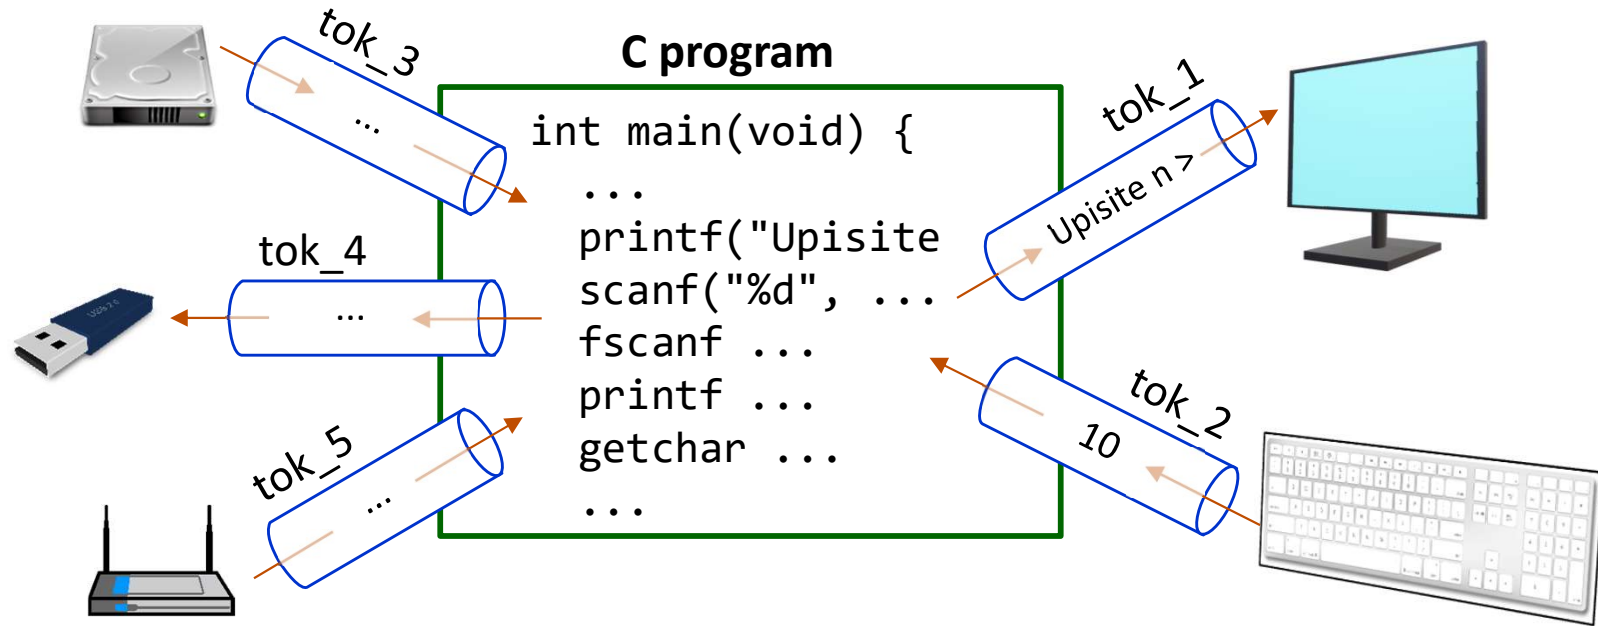 C program
tok_3
...
tok_1
Upisite n >
int main(void) {
...
printf("Upisite
scanf("%d", ...
fscanf ...
printf ...
getchar ...
...
tok_4
...
tok_2
10
tok_5
...